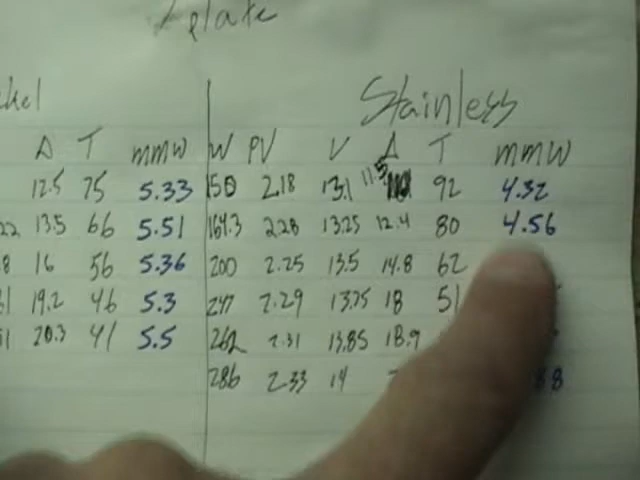 plate
Stainless
A T mmW W PV V A T mmW
12.5 75 5.33 150 2.18 13.1 11.5 92 4.32
13.5 66 5.51 164.3 2.28 13.25 12.4 80 4.56
16 56 5.36 200 2.25 13.5 14.8 62
19.2 46 5.3 247 2.29 13.75 18 51
20.3 41 5.5 262 2.31 13.85 18.9
286 2.33 14